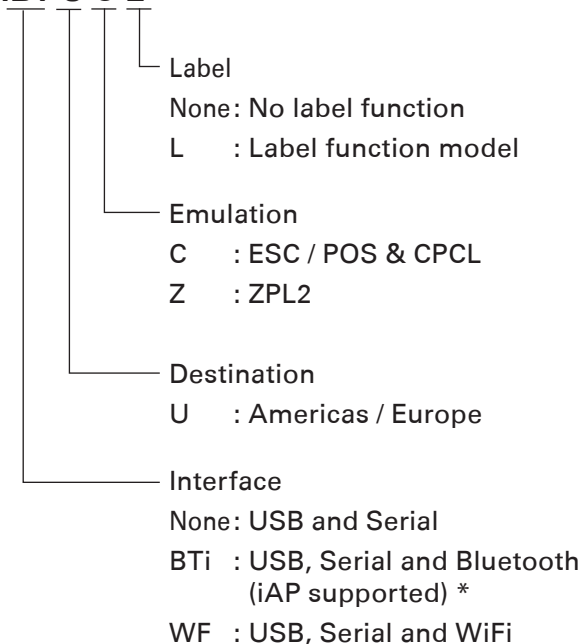 Label
None: No label function
L : Label function model
Emulation
C : ESC / POS & CPCL
Z : ZPL2
Destination
U : Americas / Europe
Interface
None: USB and Serial
BTi : USB, Serial and Bluetooth
(iAP supported) *
WF : USB, Serial and WiFi